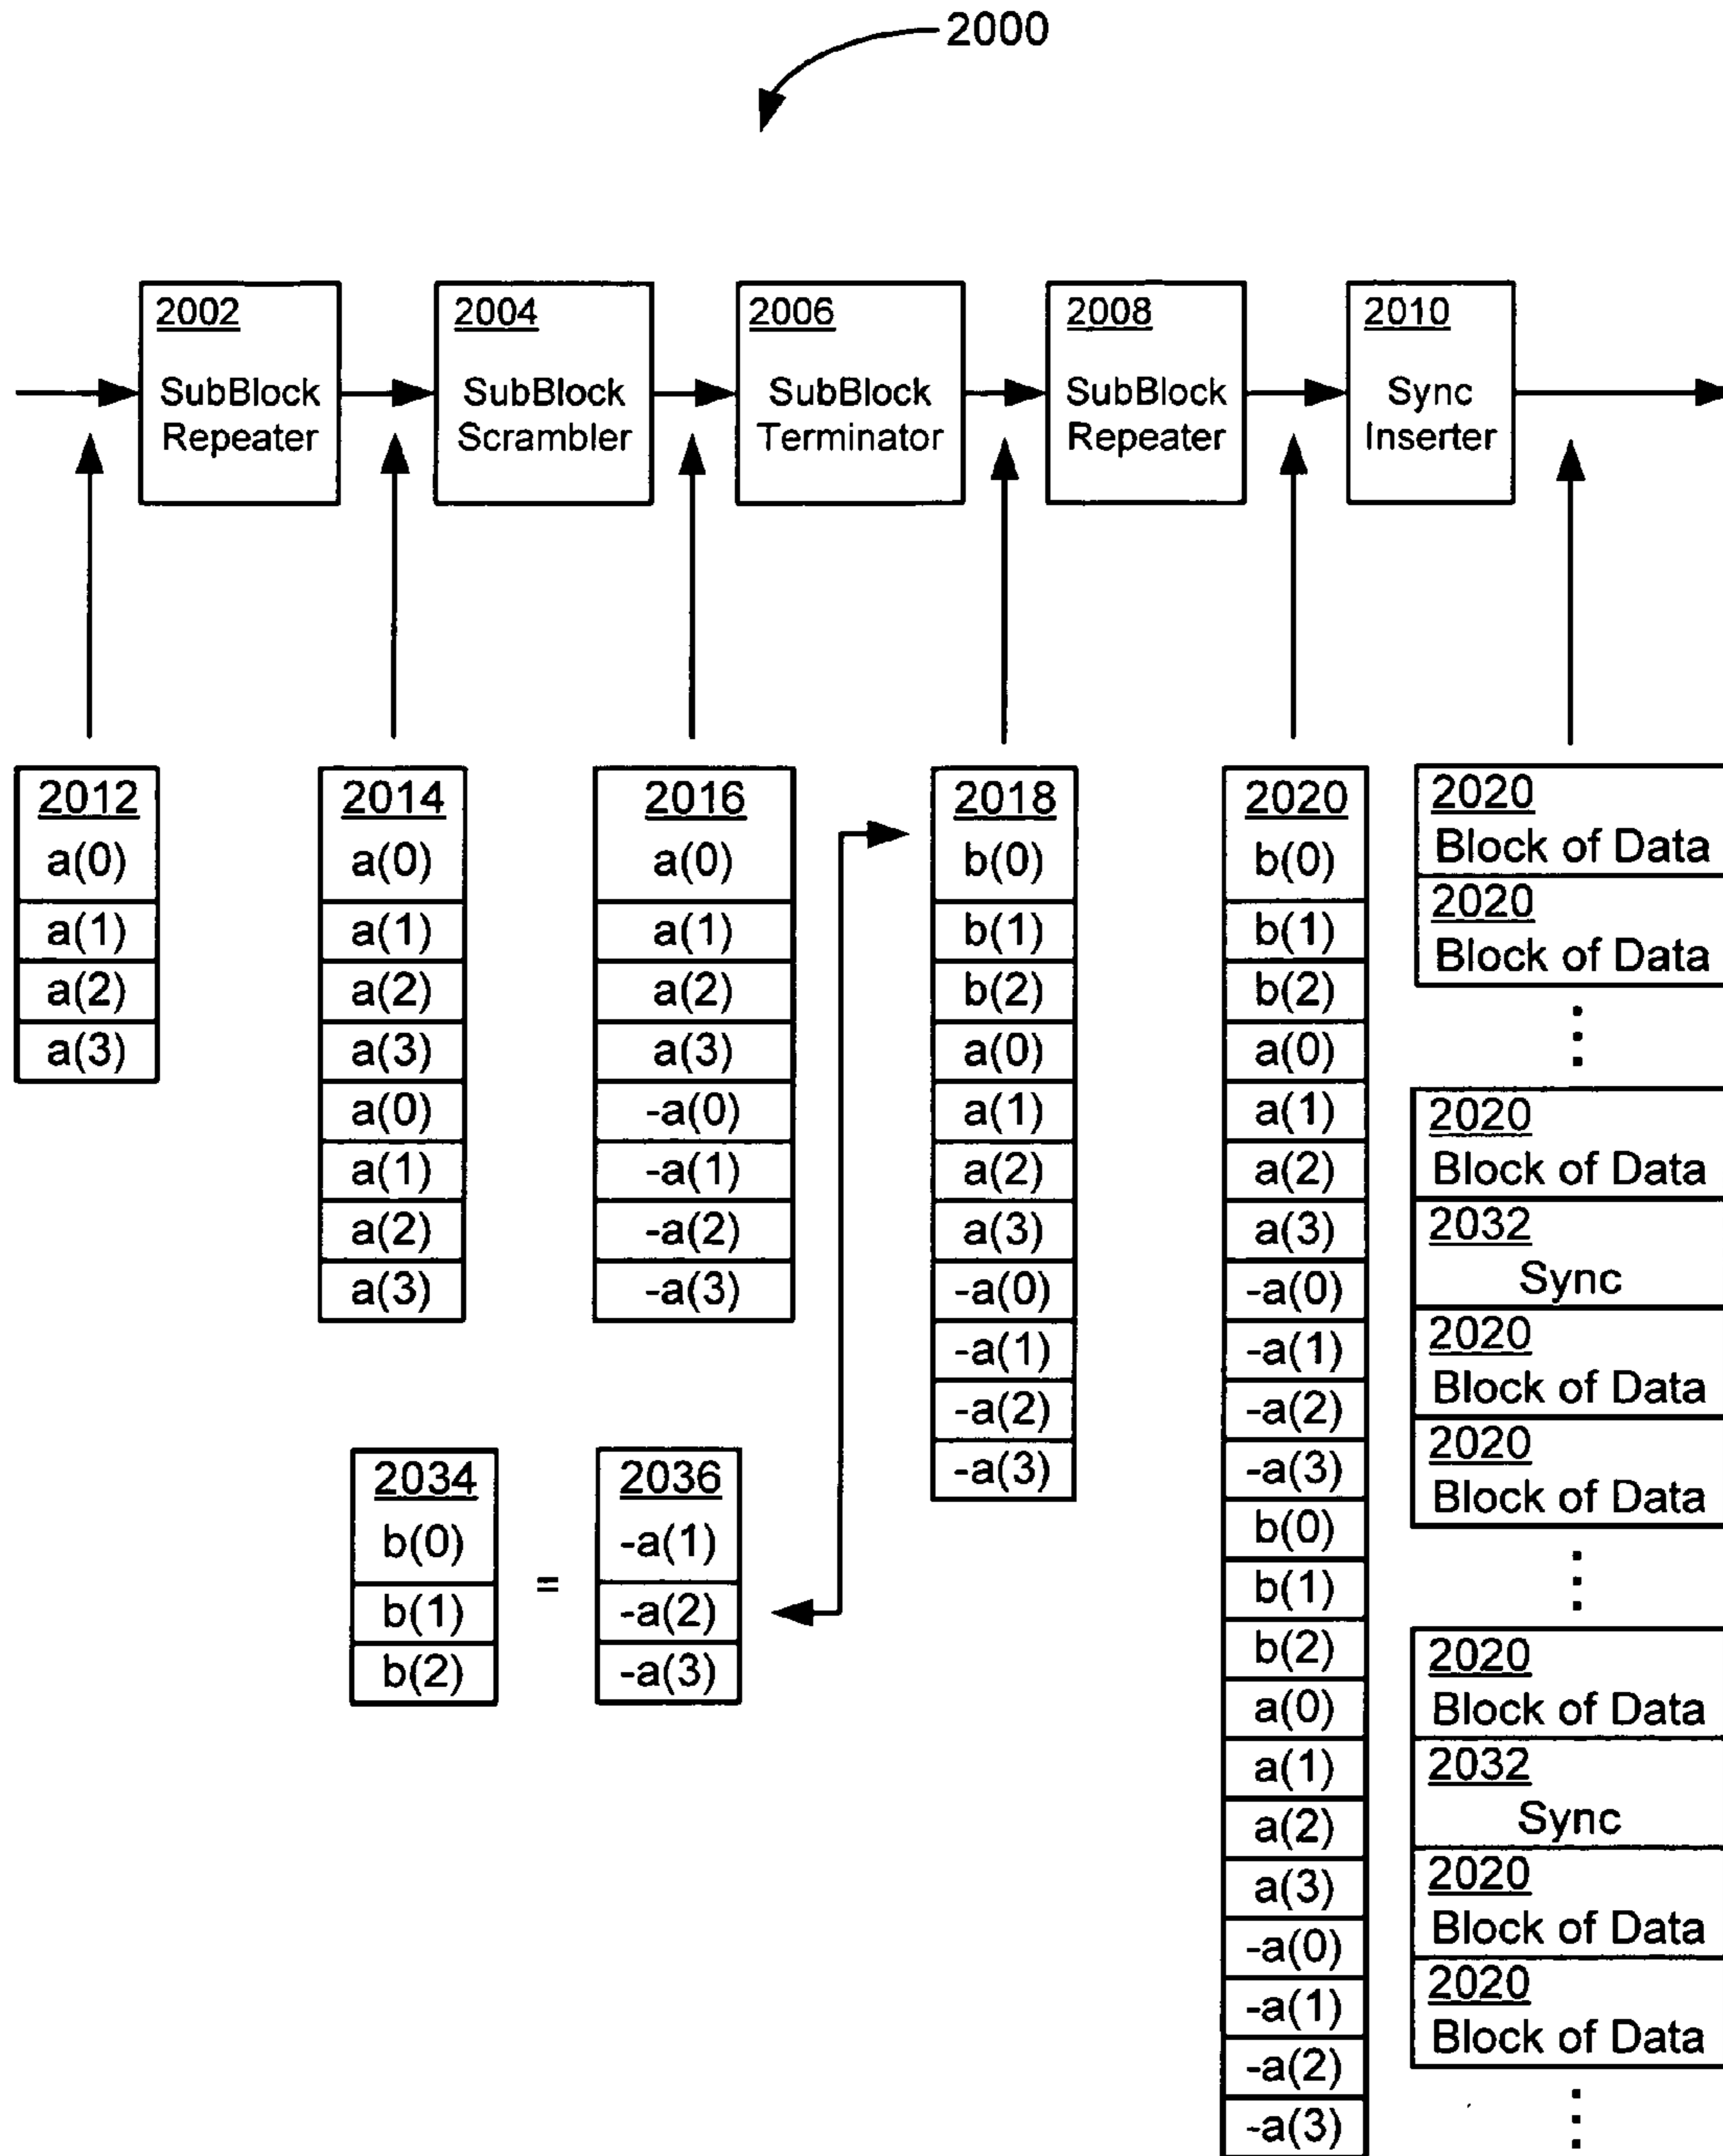 2000
2002
SubBlock
Repeater
2004
SubBlock
Scrambler
2006
SubBlock
Terminator
2008
SubBlock
Repeater
2010
Sync
Inserter
2012
a(0)
a(1)
a(2)
a(3)
2014
a(0)
a(1)
a(2)
a(3)
a(0)
a(1)
a(2)
a(3)
2016
a(0)
a(1)
a(2)
a(3)
-a(0)
-a(1)
-a(2)
-a(3)
2034
b(0)
b(1)
b(2)
=
2036
-a(1)
-a(2)
-a(3)
2018
b(0)
b(1)
b(2)
a(0)
a(1)
a(2)
a(3)
-a(0)
-a(1)
-a(2)
-a(3)
2020
b(0)
b(1)
b(2)
a(0)
a(1)
a(2)
a(3)
-a(0)
-a(1)
-a(2)
-a(3)
b(0)
b(1)
b(2)
a(0)
a(1)
a(2)
a(3)
-a(0)
-a(1)
-a(2)
-a(3)
2020
Block of Data
2020
Block of Data
2020
Block of Data
2032
Sync
2020
Block of Data
2020
Block of Data
2020
Block of Data
2032
Sync
2020
Block of Data
2020
Block of Data